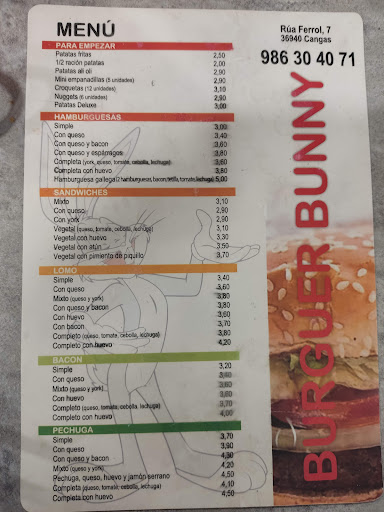 MENÚ
Rúa Ferrol, 7
36940 Cangas
986 30 40 71
BURGUER BUNNY
PARA EMPEZAR
Patatas fritas 2,50
1/2 ración patatas 2,00
Patatas ali oli 2,90
Mini empanadillas (5 unidades) 2,90
Croquetas (12 unidades) 3,10
Nuggets (6 unidades) 2,90
Patatas Deluxe 3,00
HAMBURGUESAS
Simple 3,00
Con queso 3,40
Con queso y bacon 3,60
Con queso y espárragos 3,80
Completa (york, queso, tomate, cebolla, lechuga) 3,60
Completa con huevo 3,80
Hamburguesa gallega (2 hamburguesas, bacon, tortilla, tomate, lechuga) 5,00
SANDWICHES
Mixto 3,10
Con queso 2,90
Con york 2,90
Vegetal (queso, tomate, cebolla, lechuga) 3,10
Vegetal con huevo 3,30
Vegetal con atún 3,50
Vegetal con pimiento de piquillo 3,70
LOMO
Simple 3,40
Con queso 3,60
Mixto (queso y york) 3,80
Con queso y bacon 3,80
Con huevo 3,60
Con bacon 3,70
Completo (queso, tomate, cebolla, lechuga) 3,80
Completo con huevo 4,20
BACON
Simple 3,20
Con queso 3,40
Mixto (queso y york) 3,60
Con huevo 3,60
Completo (queso, tomate, cebolla, lechuga) 3,70
Completo con huevo 4,00
PECHUGA
Simple 3,70
Con queso 3,90
Con queso y bacon 4,30
Mixto (queso y york) 4,20
Pechuga, queso, huevo y jamón serrano 4,50
Completa (queso, tomate, cebolla, lechuga) 4,10
Completa con huevo 4,50